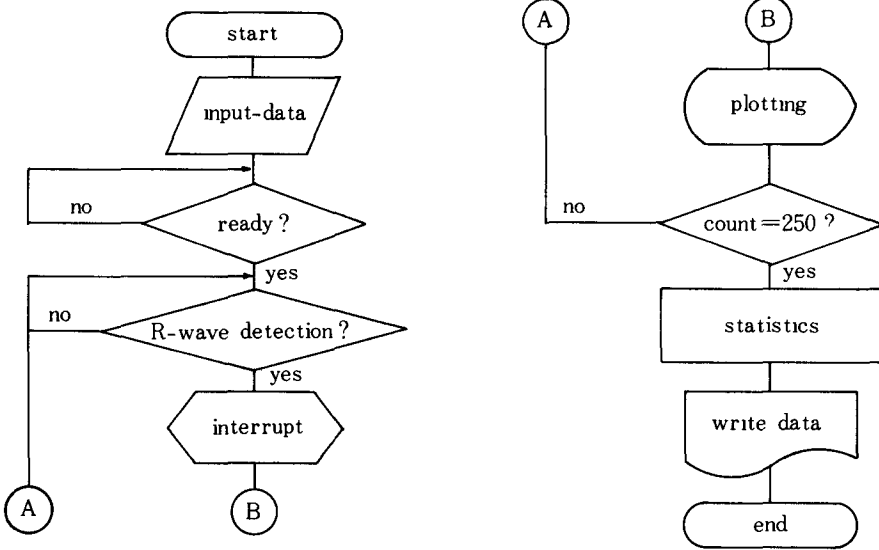 start
input-data
no
ready?
yes
no
R-wave detection?
yes
interrupt
A
B
A
B
plotting
no
count=250 ?
yes
statistics
write data
end